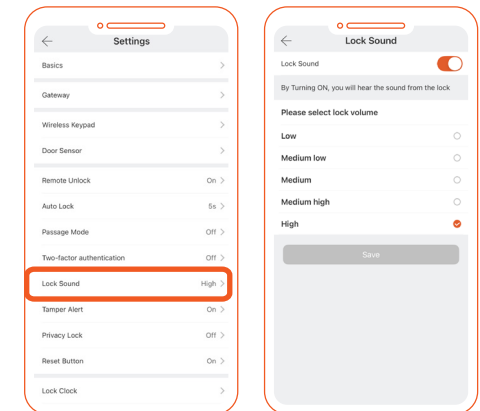 Settings
Basics
Gateway
Wireless Keypad
Door Sensor
Remote Unlock On
Auto Lock 5s
Passage Mode Off
Two-factor authentication Off
Lock Sound High
Tamper Alert On
Privacy Lock Off
Reset Button On
Lock Clock
Lock Sound
Lock Sound
By Turning ON, you will hear the sound from the lock
Please select lock volume
Low
Medium low
Medium
Medium high
High
Save